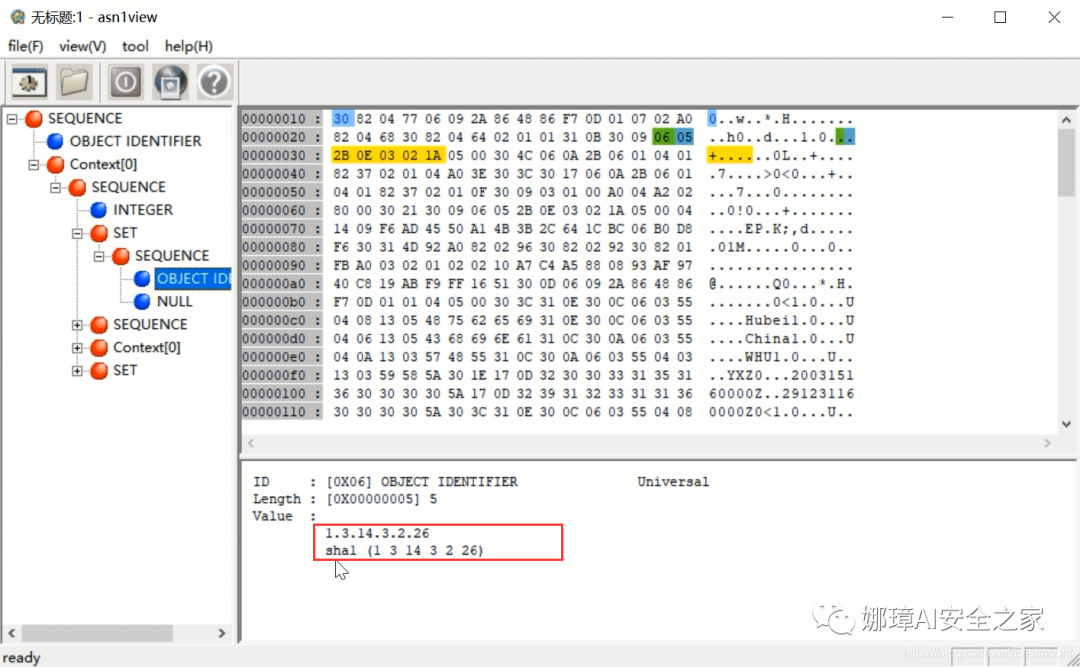 无标题:1 - asn1view
file(F) view(V) tool help(H)
SEQUENCE
OBJECT IDENTIFIER
Context[0]
SEQUENCE
INTEGER
SET
SEQUENCE
OBJECT IDE
NULL
SEQUENCE
Context[0]
SET
00000010 : 30 82 04 77 06 09 2A 86 48 86 F7 0D 01 07 02 A0 0..w..*.H.......
00000020 : 82 04 68 30 82 04 64 02 01 01 31 0B 30 09 06 05 ..h0..d...1.0...
00000030 : 2B 0E 03 02 1A 05 00 30 4C 06 0A 2B 06 01 04 01 +......0L..+....
00000040 : 82 37 02 01 04 A0 3E 30 3C 30 17 06 0A 2B 06 01 .7....>0<0...+..
00000050 : 04 01 82 37 02 01 0F 30 09 03 01 00 A0 04 A2 02 ...7...0........
00000060 : 80 00 30 21 30 09 06 05 2B 0E 03 02 1A 05 00 04 ..0!0...+.......
00000070 : 14 09 F6 AD 45 50 A1 4B 3B 2C 64 1C BC 06 B0 D8 ....EP.K;,d.....
00000080 : F6 30 31 4D 92 A0 82 02 96 30 82 02 92 30 82 01 .01M.....0...0..
00000090 : FB A0 03 02 01 02 02 10 A7 C4 A5 88 08 93 AF 97 ................
000000a0 : 40 C8 19 AB F9 FF 16 51 30 0D 06 09 2A 86 48 86 @......Q0...*.H.
000000b0 : F7 0D 01 01 04 05 00 30 3C 31 0E 30 0C 06 03 55 .......0<1.0...U
000000c0 : 04 08 13 05 48 75 62 65 69 31 0E 30 0C 06 03 55 ....Hubei1.0...U
000000d0 : 04 06 13 05 43 68 69 6E 61 31 0C 30 0A 06 03 55 ....China1.0...U
000000e0 : 04 0A 13 03 57 48 55 31 0C 30 0A 06 03 55 04 03 ....WHU1.0...U..
000000f0 : 13 03 59 58 5A 30 1E 17 0D 32 30 30 33 31 35 31 ..YXZ0...2003151
00000100 : 36 30 30 30 30 5A 17 0D 32 39 31 32 33 31 31 36 60000Z..29123116
00000110 : 30 30 30 30 5A 30 3C 31 0E 30 0C 06 03 55 04 08 0000Z0<1.0...U..
ID : [0X06] OBJECT IDENTIFIER Universal
Length : [0X00000005] 5
Value :
1.3.14.3.2.26
sha1 (1 3 14 3 2 26)
娜璋AI安全之家
ready